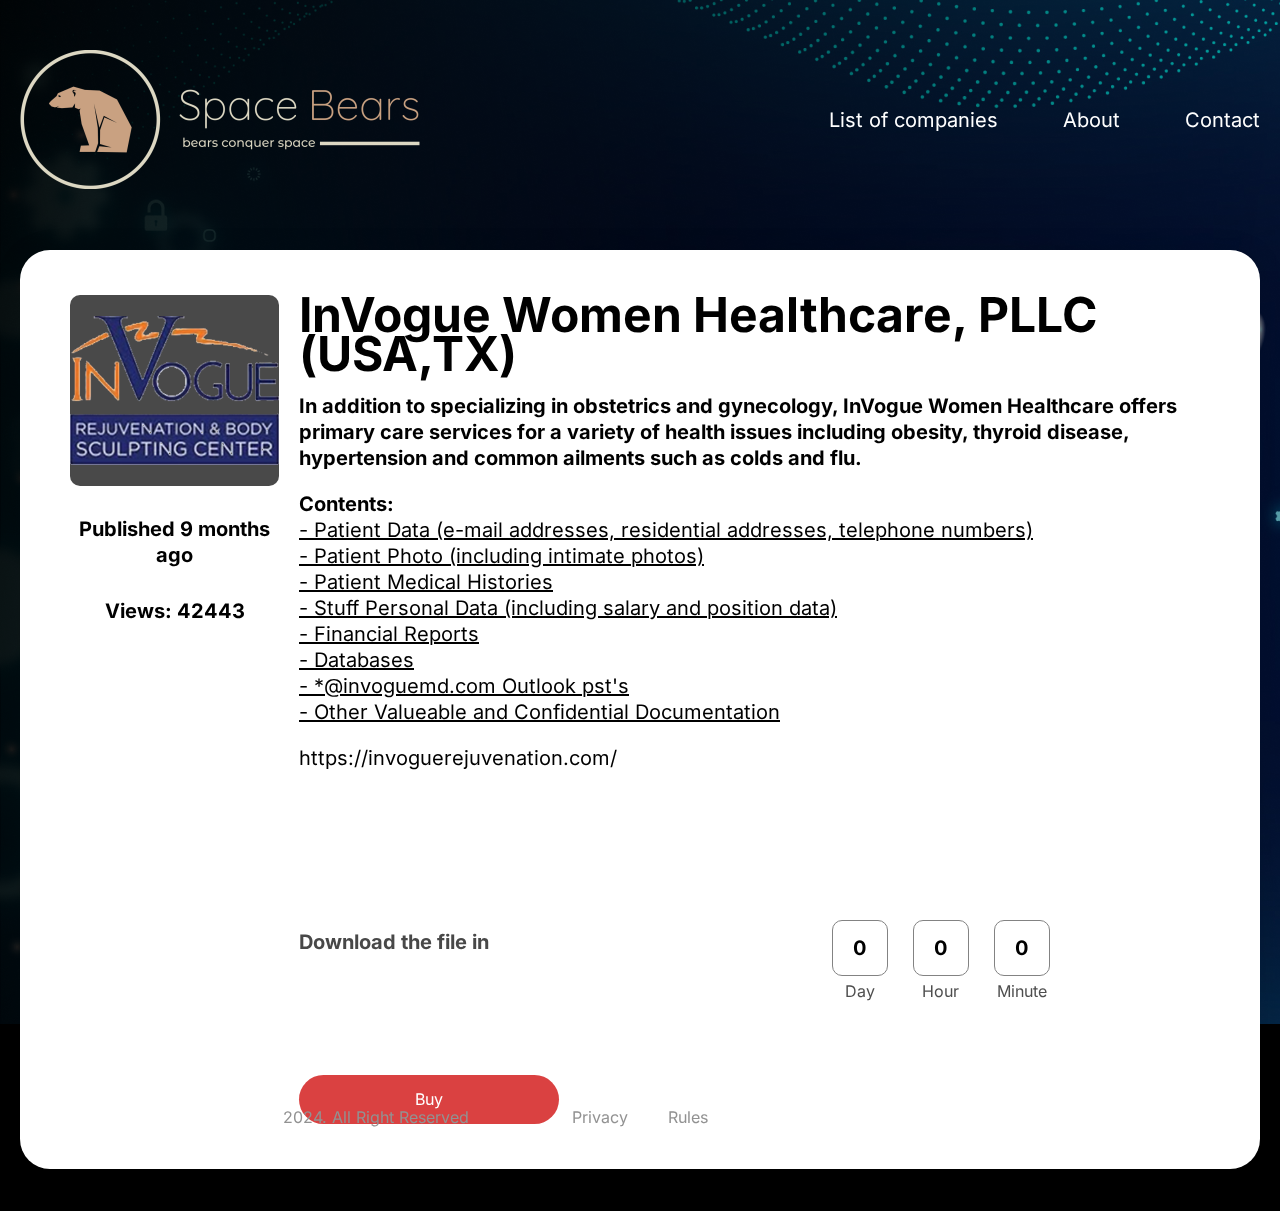 Space Bears
bears conquer space
List of companies
About
Contact
INVOGUE
REJUVENATION & BODY
SCULPTING CENTER
Published 9 months
ago
Views: 42443
InVogue Women Healthcare, PLLC
(USA,TX)
In addition to specializing in obstetrics and gynecology, InVogue Women Healthcare offers
primary care services for a variety of health issues including obesity, thyroid disease,
hypertension and common ailments such as colds and flu.
Contents:
- Patient Data (e-mail addresses, residential addresses, telephone numbers)
- Patient Photo (including intimate photos)
- Patient Medical Histories
- Stuff Personal Data (including salary and position data)
- Financial Reports
- Databases
- *@invoguemd.com Outlook pst's
- Other Valueable and Confidential Documentation
https://invoguerejuvenation.com/
Download the file in
0 0 0
Day Hour Minute
Buy
2024. All Right Reserved
Privacy
Rules